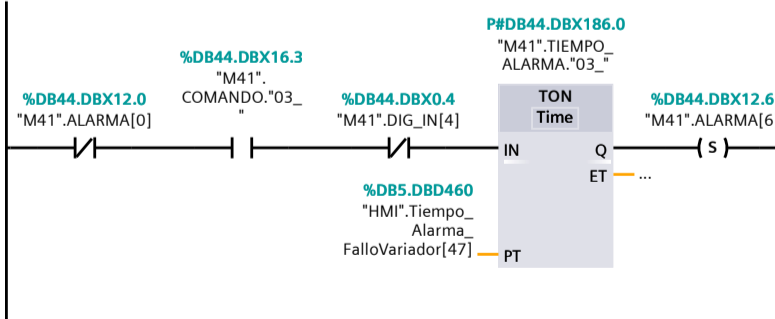 P#DB44.DBX186.0
"M41".TIEMPO_
ALARMA."03_"
%DB44.DBX16.3
"M41".
COMANDO."03_
"
%DB44.DBX12.0
"M41".ALARMA[0]
%DB44.DBX0.4
"M41".DIG_IN[4]
TON
Time
%DB44.DBX12.6
"M41".ALARMA[6
IN
Q
S
ET
...
%DB5.DBD460
"HMI".Tiempo_
Alarma_
FalloVariador[47]
PT